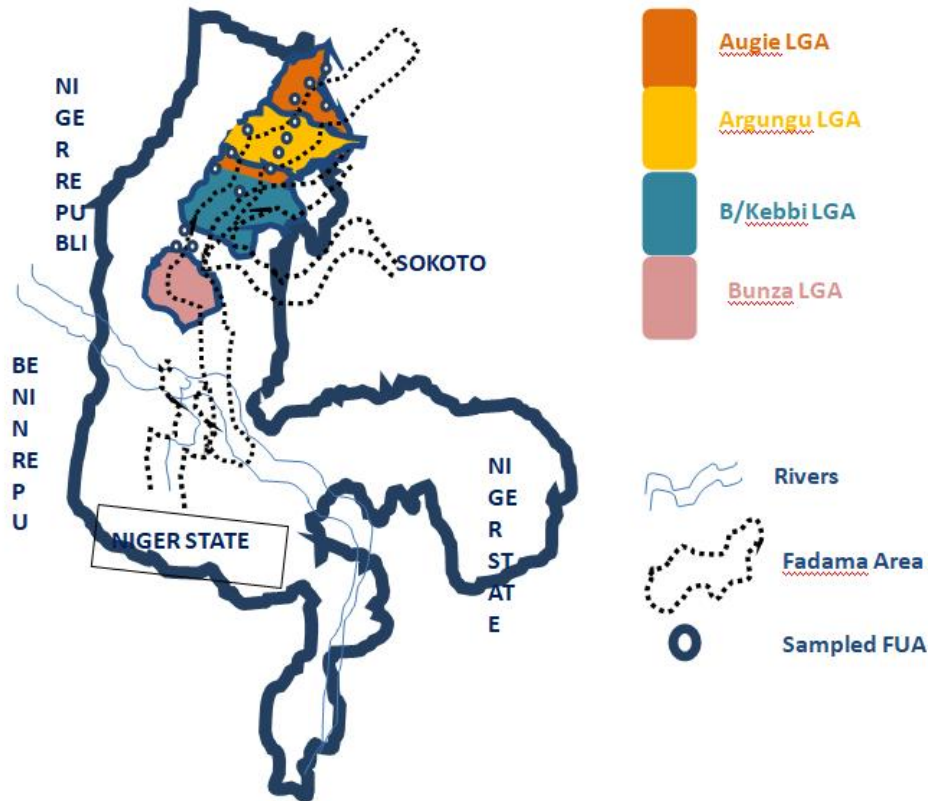 NI
GE
R
RE
PU
BLI
SOKOTO
BE
NI
N
RE
P
U
NIGER STATE
NI
GE
R
ST
AT
E
Augie LGA
Argungu LGA
B/Kebbi LGA
Bunza LGA
Rivers
Fadama Area
Sampled FUA